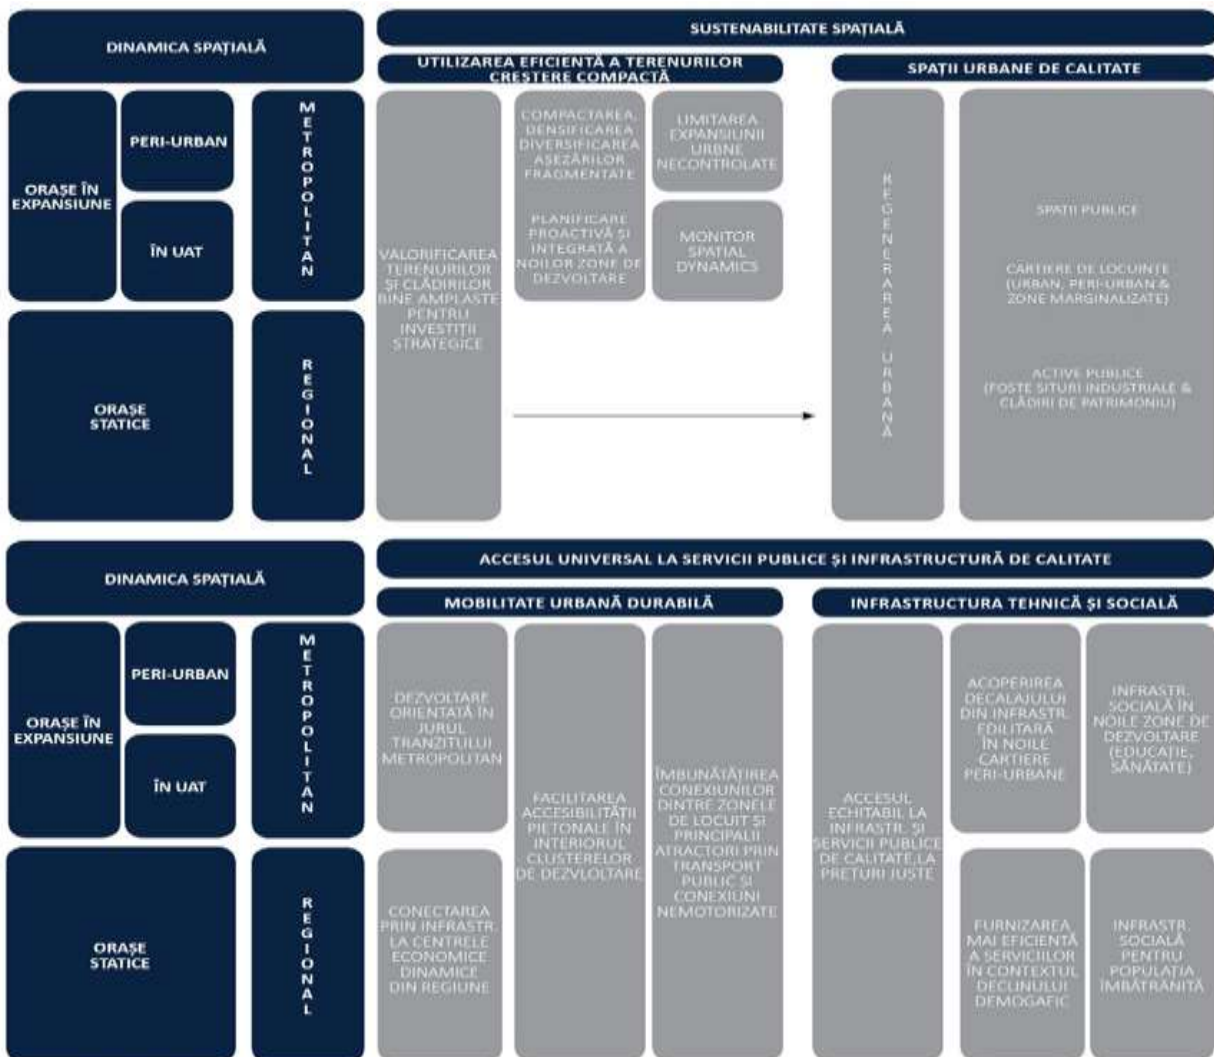 DINAMICA SPAȚIALĂ
SUSTENABILITATE SPAȚIALĂ
UTILIZAREA EFICIENTĂ A TERENURILOR
CREȘTERE COMPACTĂ
SPAȚII URBANE DE CALITATE
ORAȘE ÎN
EXPANSIUNE
PERI-URBAN
ÎN UAT
METROPOLITAN
ORAȘE
STATICE
REGIONAL
VALORIFICAREA
TERENURILOR
ȘI CLĂDIRILOR
BINE AMPLASTE
PENTRU
INVESTIȚII
STRATEGICE
COMPACTAREA,
DENSIFICAREA
DIVERSIFICAREA
AȘEZĂRILOR
FRAGMENTATE
PLANIFICARE
PROACTIVĂ ȘI
INTEGRATĂ A
NOILOR ZONE DE
DEZVOLTARE
LIMITAREA
EXPANSIUNII
URBNE
NECONTROLATE
MONITOR
SPATIAL
DYNAMICS
REGENERAREA URBANĂ
SPAȚII PUBLICE
CARTIERE DE LOCUINȚE
(URBAN, PERI-URBAN &
ZONE MARGINALIZATE)
ACTIVE PUBLICE
(FOSTE SITURI INDUSTRIALE &
CLĂDIRI DE PATRIMONIU)
DINAMICA SPAȚIALĂ
ACCESUL UNIVERSAL LA SERVICII PUBLICE ȘI INFRASTRUCTURĂ DE CALITATE
MOBILITATE URBANĂ DURABILĂ
INFRASTRUCTURA TEHNICĂ ȘI SOCIALĂ
ORAȘE ÎN
EXPANSIUNE
PERI-URBAN
ÎN UAT
METROPOLITAN
ORAȘE
STATICE
REGIONAL
DEZVOLTARE
ORIENTATĂ ÎN
JURUL
TRANZITULUI
METROPOLITAN
CONECTAREA
PRIN INFRASTR.
LA CENTRELE
ECONOMICE
DINAMICE
DIN REGIUNE
FACILITAREA
ACCESIBILITĂȚII
PIETONALE ÎN
INTERIORUL
CLUSTERELOR
DE DEZVLOLTARE
ÎMBUNĂTĂȚIREA
CONEXIUNILOR
DINTRE ZONELE
DE LOCUIT ȘI
PRINCIPALII
ATRACTORI PRIN
TRANSPORT
PUBLIC ȘI
CONEXIUNI
NEMOTORIZATE
ACCESUL
ECHITABIL LA
INFRASTR. ȘI
SERVICII PUBLICE
DE CALITATE,LA
PREȚURI JUSTE
ACOPERIREA
DECALAJULUI
DIN INFRASTR.
EDILITARĂ
ÎN NOILE
CARTIERE
PERI-URBANE
INFRASTR.
SOCIALĂ ÎN
NOILE ZONE DE
DEZVOLTARE
(EDUCAȚIE,
SĂNĂTATE)
FURNIZAREA
MAI EFICIENTĂ
A SERVICIILOR
ÎN CONTEXTUL
DECLINULUI
DEMOGAFIC
INFRASTR.
SOCIALĂ
PENTRU
POPULAȚIA
ÎMBĂTRÂNITĂ